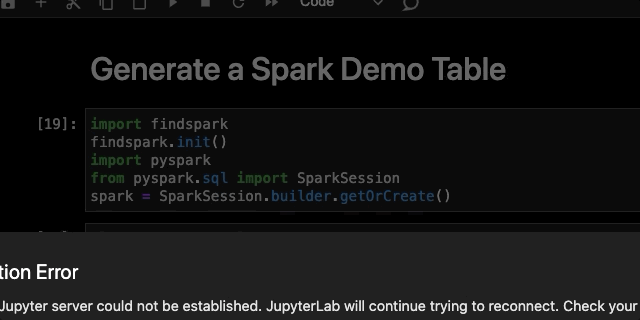 Code
Generate a Spark Demo Table
[19]:
import findspark
findspark.init()
import pyspark
from pyspark.sql import SparkSession
spark = SparkSession.builder.getOrCreate()
tion Error
Jupyter server could not be established. JupyterLab will continue trying to reconnect. Check your